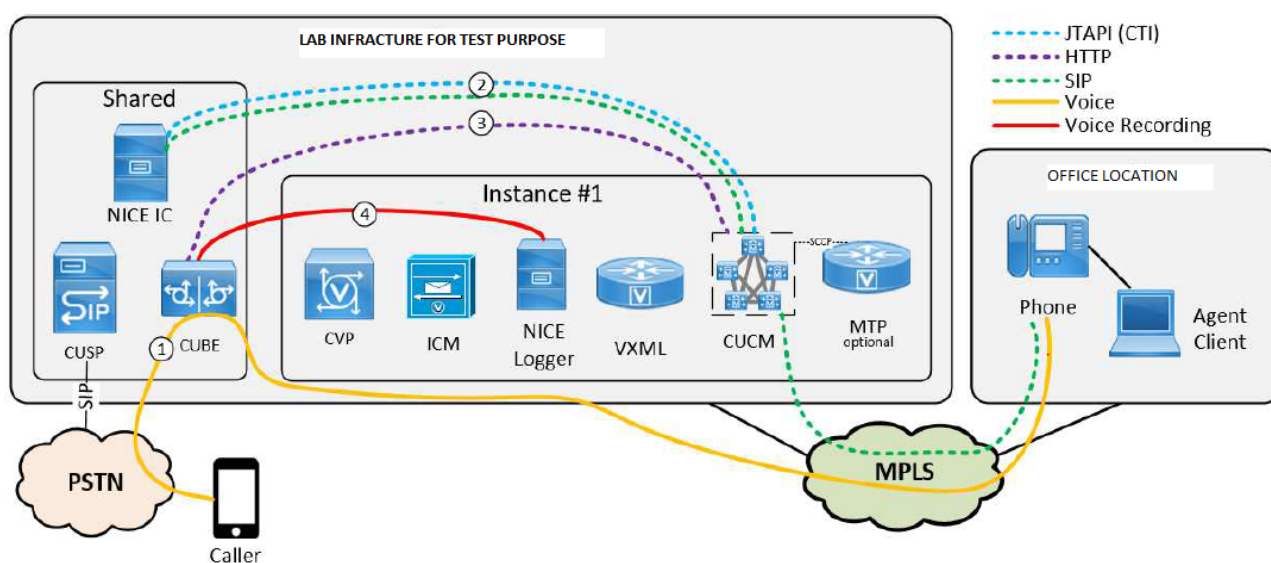 LAB INFRACTURE FOR TEST PURPOSE
JTAPI (CTI)
HTTP
SIP
Voice
Voice Recording
Shared
NICE IC
SIP
CUSP
CUBE
1
2
3
4
Instance #1
CVP
ICM
NICE
Logger
VXML
CUCM
SCCP
MTP
optional
OFFICE LOCATION
Phone
Agent
Client
SIP
PSTN
Caller
MPLS
V
V
V
V